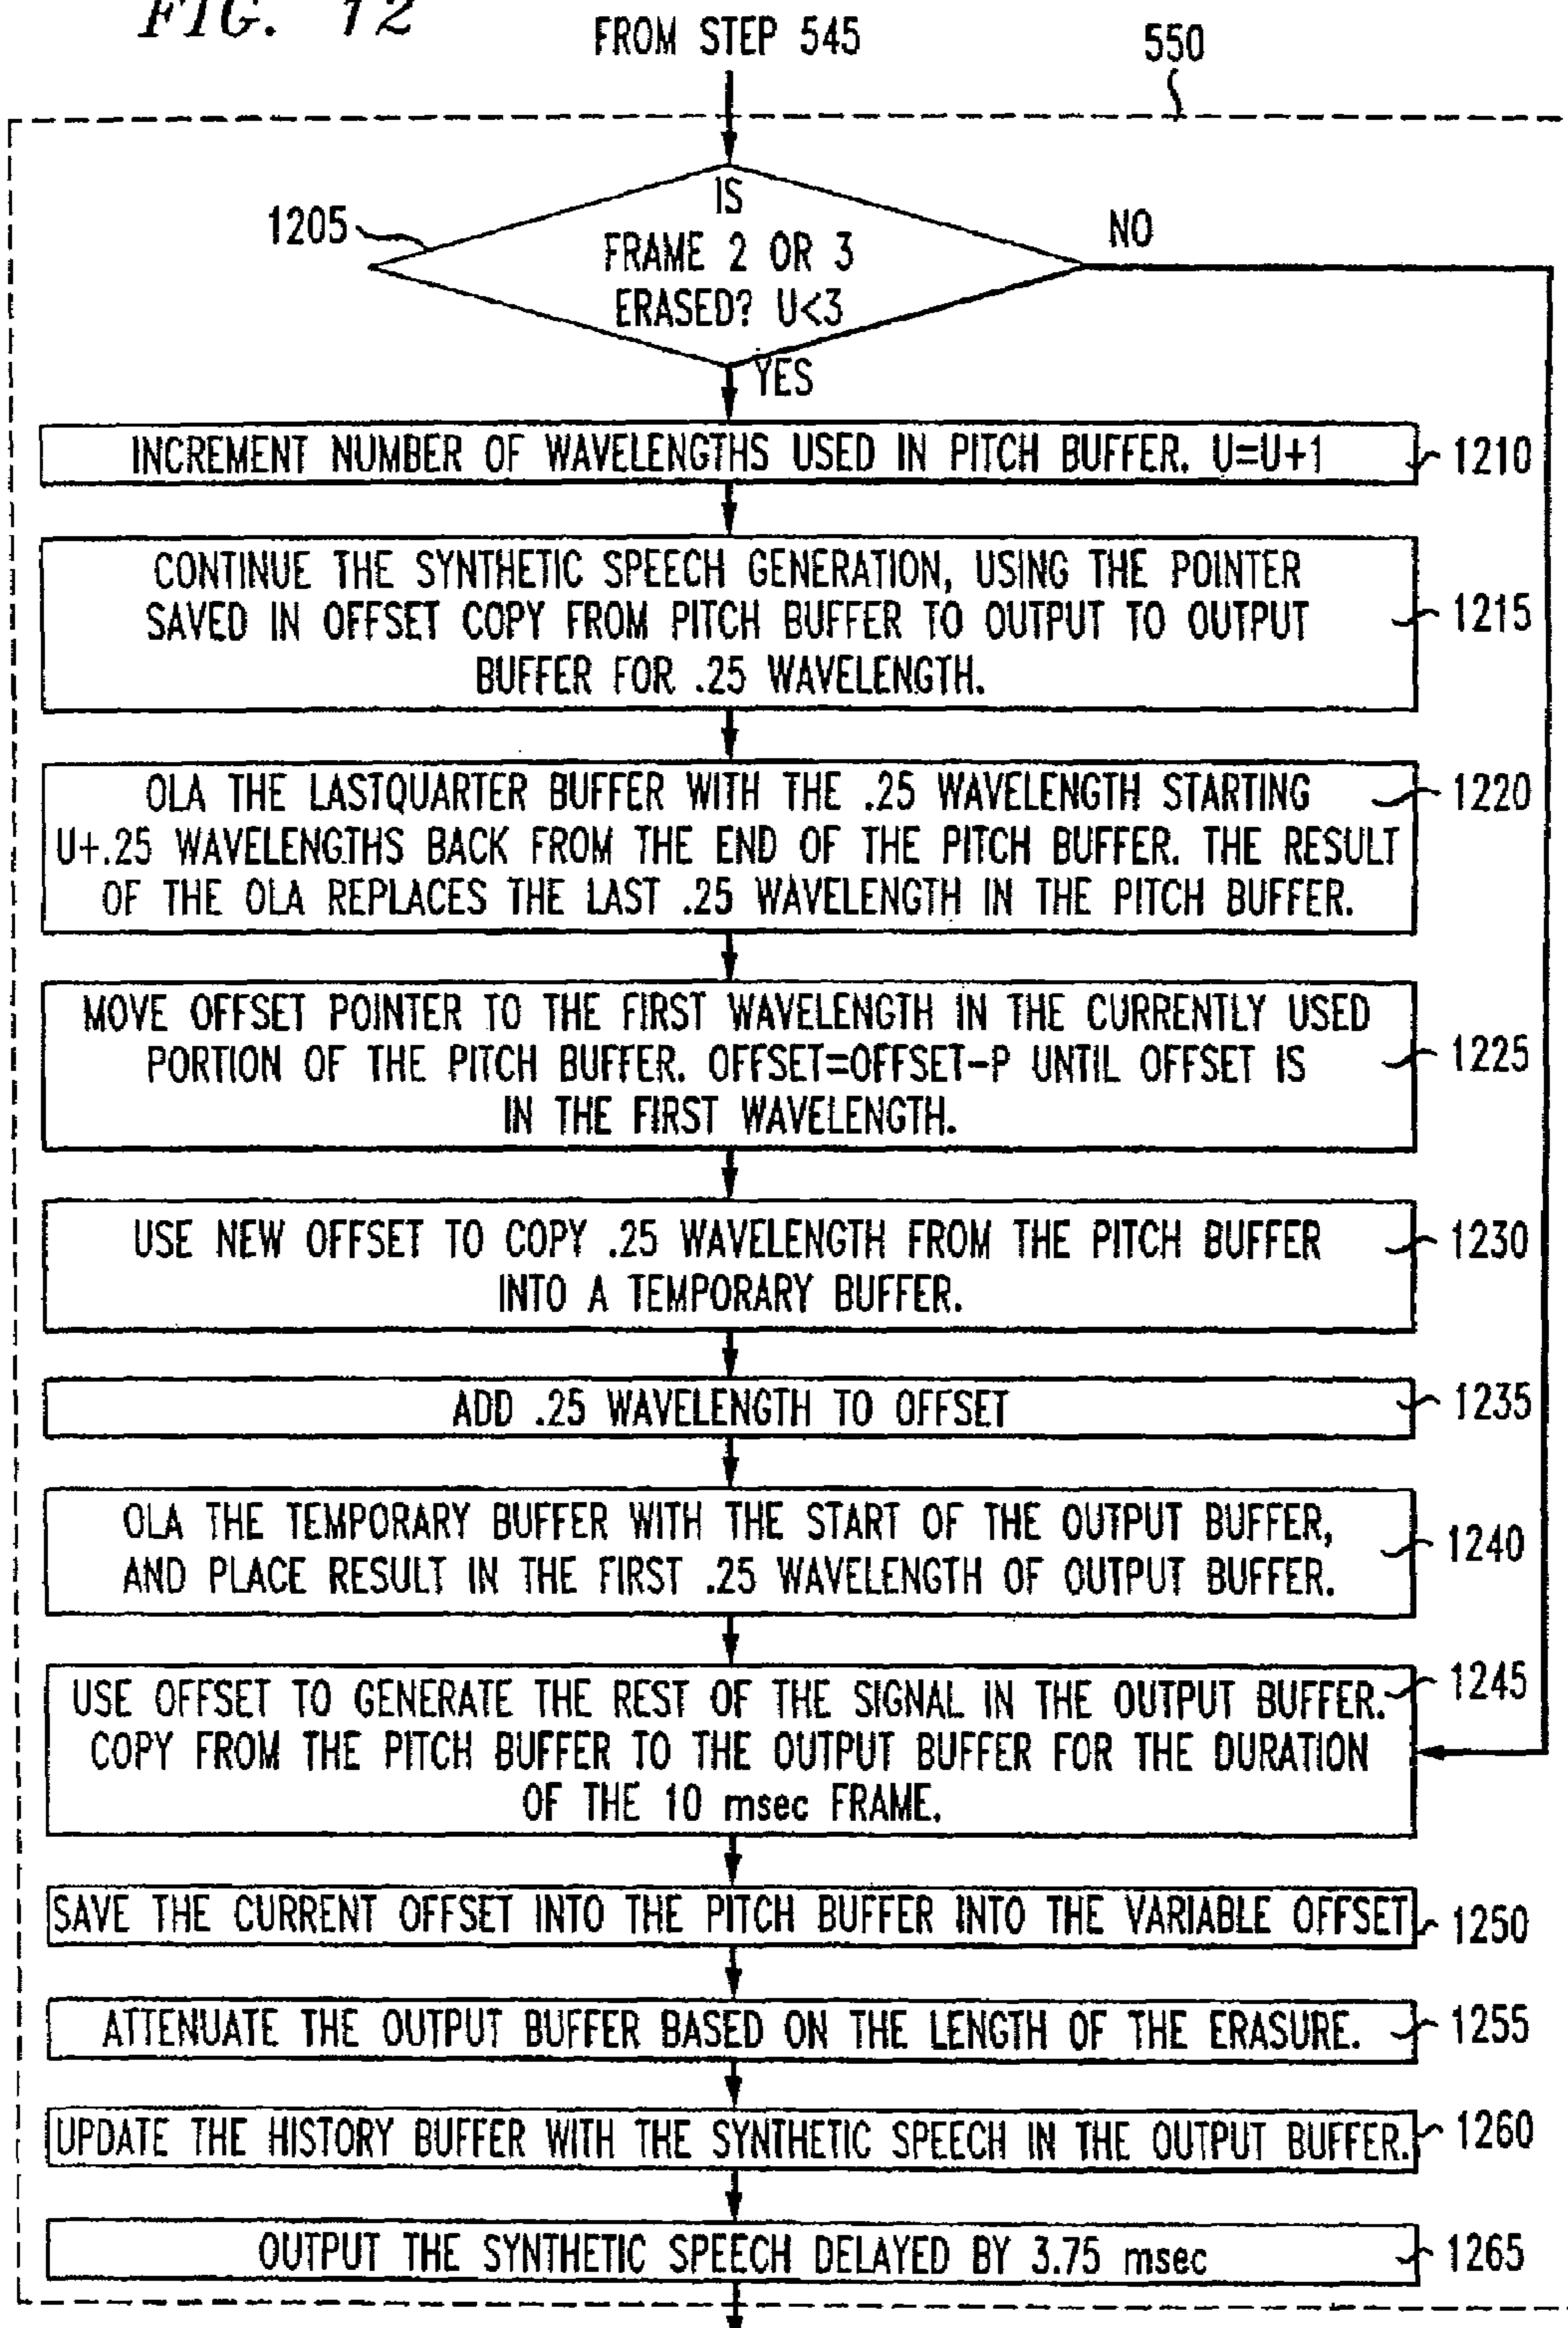 FIG. 12
FROM STEP 545
550
1205
IS
FRAME 2 OR 3
ERASED? U<3
NO
YES
INCREMENT NUMBER OF WAVELENGTHS USED IN PITCH BUFFER. U=U+1
1210
CONTINUE THE SYNTHETIC SPEECH GENERATION, USING THE POINTER
SAVED IN OFFSET COPY FROM PITCH BUFFER TO OUTPUT TO OUTPUT
BUFFER FOR .25 WAVELENGTH.
1215
OLA THE LASTQUARTER BUFFER WITH THE .25 WAVELENGTH STARTING
U+.25 WAVELENGTHS BACK FROM THE END OF THE PITCH BUFFER. THE RESULT
OF THE OLA REPLACES THE LAST .25 WAVELENGTH IN THE PITCH BUFFER.
1220
MOVE OFFSET POINTER TO THE FIRST WAVELENGTH IN THE CURRENTLY USED
PORTION OF THE PITCH BUFFER. OFFSET=OFFSET-P UNTIL OFFSET IS
IN THE FIRST WAVELENGTH.
1225
USE NEW OFFSET TO COPY .25 WAVELENGTH FROM THE PITCH BUFFER
INTO A TEMPORARY BUFFER.
1230
ADD .25 WAVELENGTH TO OFFSET
1235
OLA THE TEMPORARY BUFFER WITH THE START OF THE OUTPUT BUFFER,
AND PLACE RESULT IN THE FIRST .25 WAVELENGTH OF OUTPUT BUFFER.
1240
USE OFFSET TO GENERATE THE REST OF THE SIGNAL IN THE OUTPUT BUFFER.
COPY FROM THE PITCH BUFFER TO THE OUTPUT BUFFER FOR THE DURATION
OF THE 10 msec FRAME.
1245
SAVE THE CURRENT OFFSET INTO THE PITCH BUFFER INTO THE VARIABLE OFFSET
1250
ATTENUATE THE OUTPUT BUFFER BASED ON THE LENGTH OF THE ERASURE.
1255
UPDATE THE HISTORY BUFFER WITH THE SYNTHETIC SPEECH IN THE OUTPUT BUFFER.
1260
OUTPUT THE SYNTHETIC SPEECH DELAYED BY 3.75 msec
1265